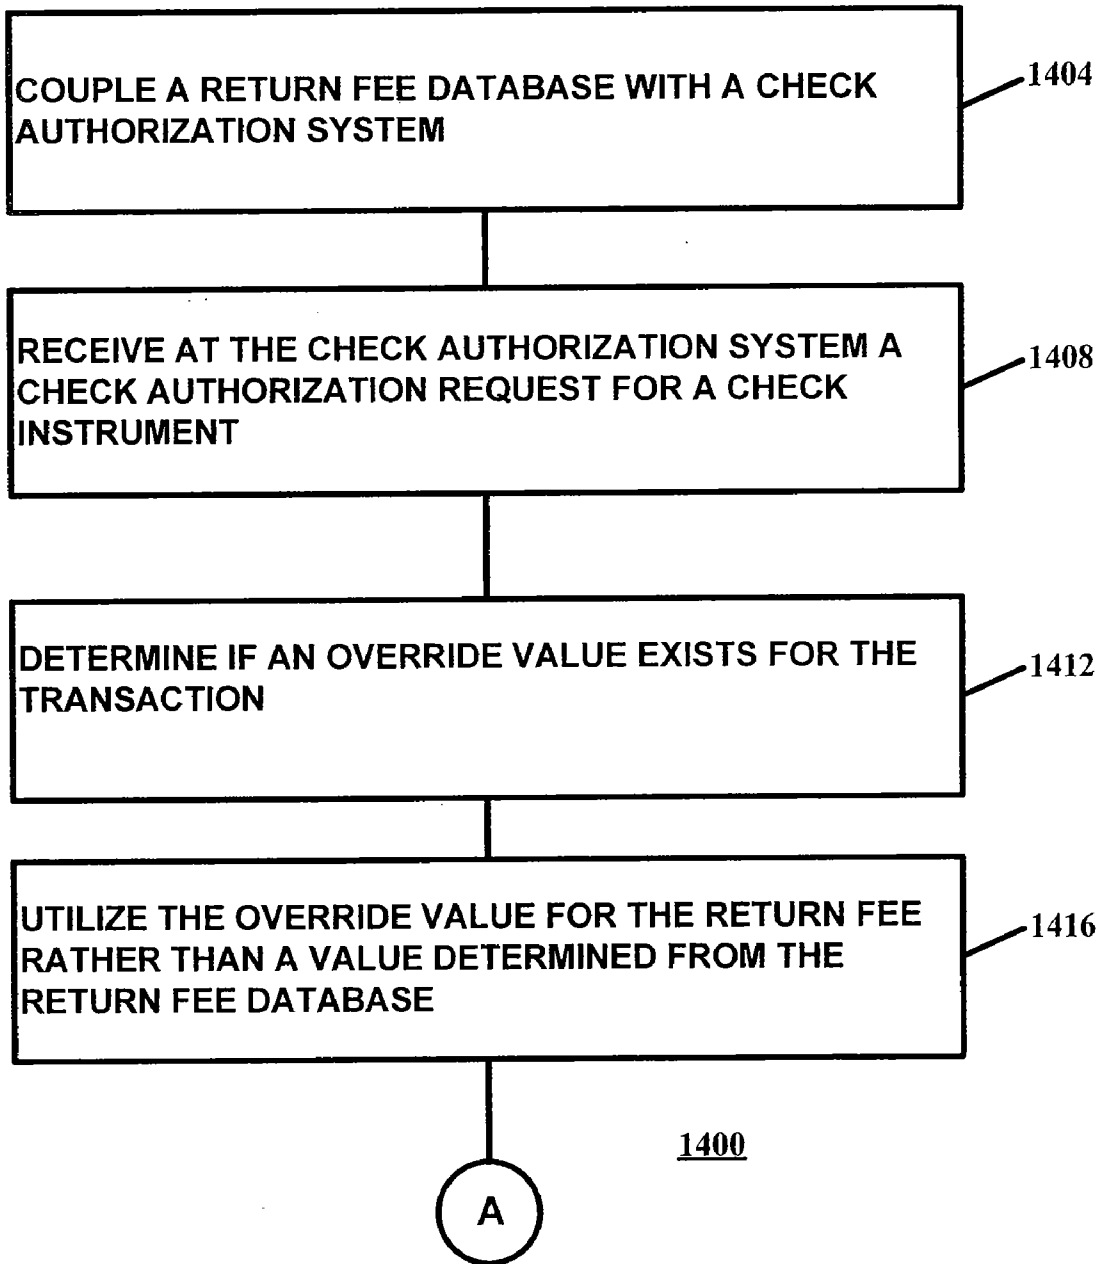 COUPLE A RETURN FEE DATABASE WITH A CHECK
AUTHORIZATION SYSTEM
1404
RECEIVE AT THE CHECK AUTHORIZATION SYSTEM A
CHECK AUTHORIZATION REQUEST FOR A CHECK
INSTRUMENT
1408
DETERMINE IF AN OVERRIDE VALUE EXISTS FOR THE
TRANSACTION
1412
UTILIZE THE OVERRIDE VALUE FOR THE RETURN FEE
RATHER THAN A VALUE DETERMINED FROM THE
RETURN FEE DATABASE
1416
1400
A